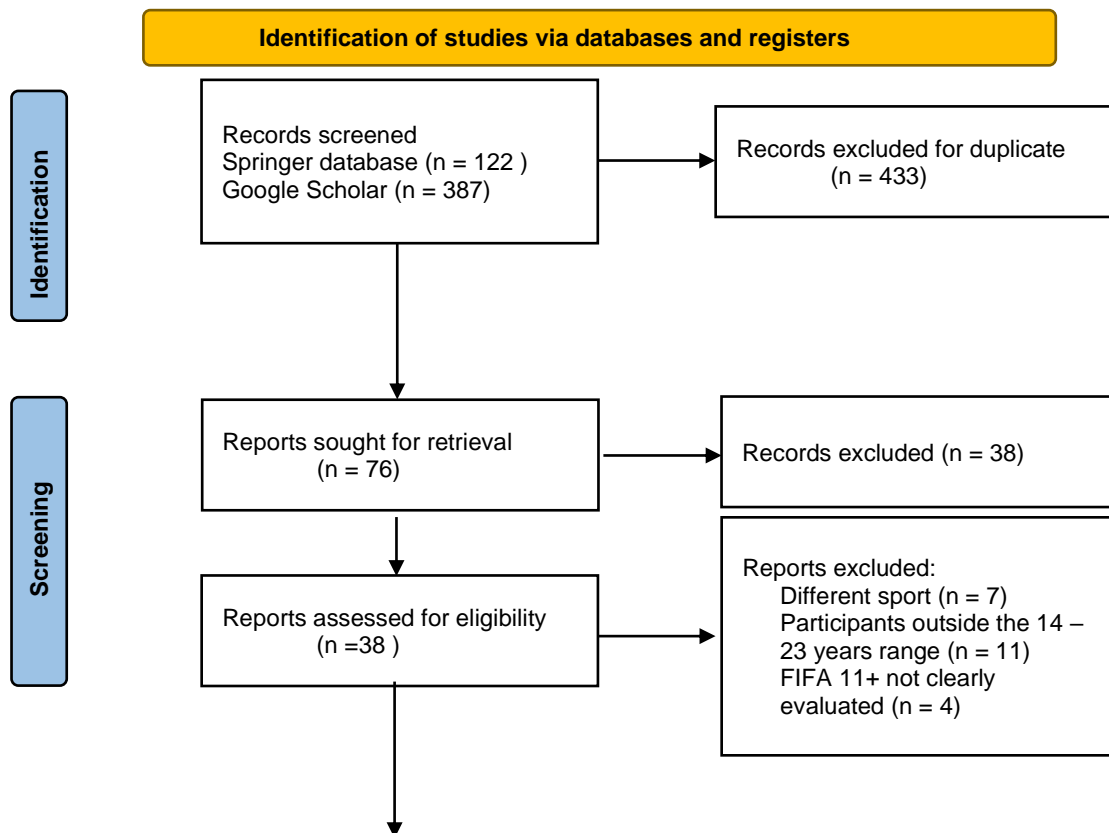 Identification of studies via databases and registers
Identification
Records screened
Springer database (n = 122 )
Google Scholar (n = 387)
Records excluded for duplicate
(n = 433)
Screening
Reports sought for retrieval
(n = 76)
Records excluded (n = 38)
Reports assessed for eligibility
(n =38 )
Reports excluded:
Different sport (n = 7)
Participants outside the 14 –
23 years range (n = 11)
FIFA 11+ not clearly
evaluated (n = 4)